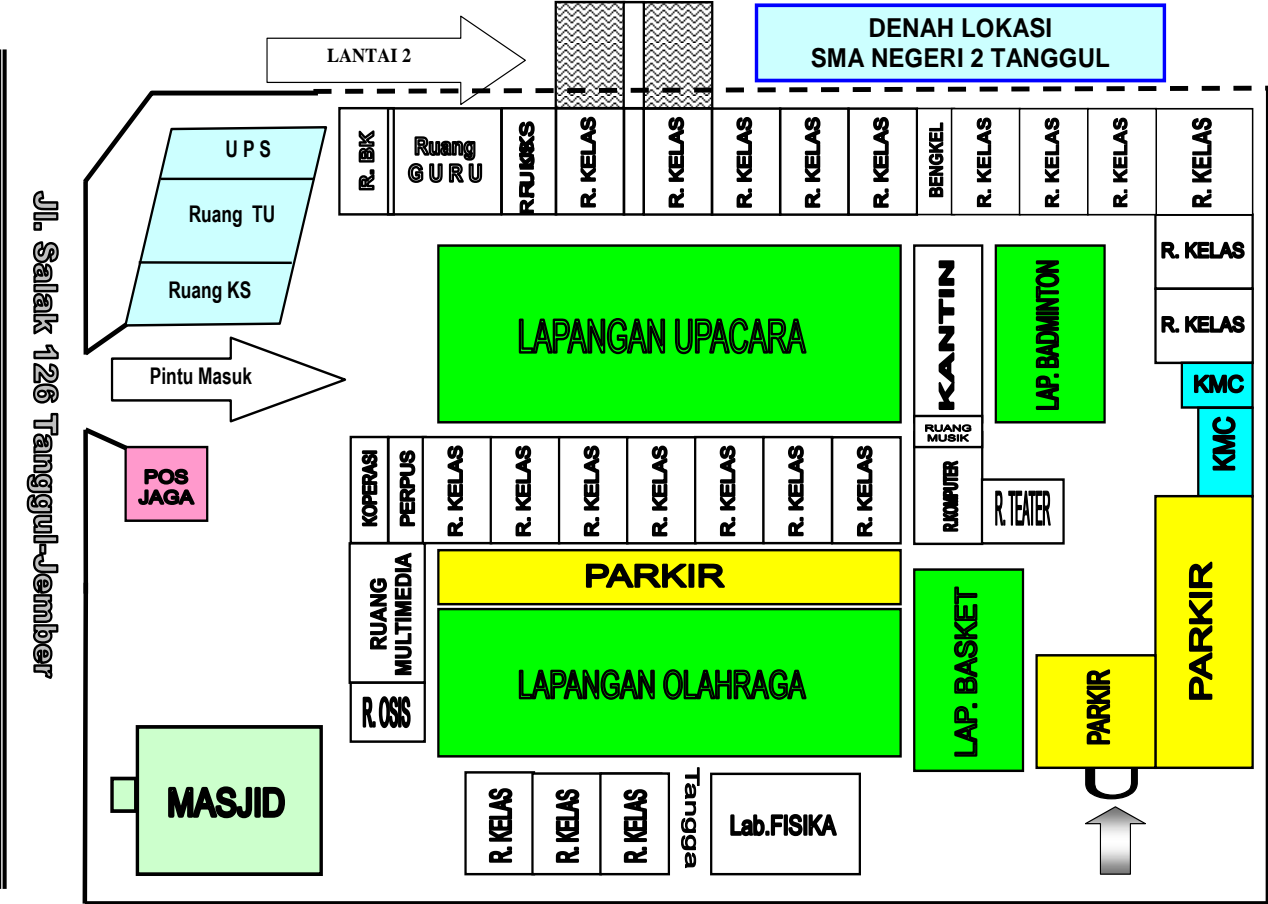 DENAH LOKASI
SMA NEGERI 2 TANGGUL
LANTAI 2
Jl. Salak 126 Tanggul-Jember
U P S
Ruang TU
Ruang KS
R. BK
Ruang
G U R U
R. KELAS
R. KELAS
R. KELAS
R. KELAS
R. KELAS
BENGKEL
R. KELAS
R. KELAS
R. KELAS
R. KELAS
R. KELAS
R. KELAS
KMC
KMC
LAPANGAN UPACARA
KANTIN
LAP. BADMINTON
Pintu Masuk
RUANG
MUSIK
R.KOMPUTER
R. TEATER
POS
JAGA
KOPERASI
PERPUS
R. KELAS
R. KELAS
R. KELAS
R. KELAS
R. KELAS
R. KELAS
R. KELAS
RUANG
MULTIMEDIA
PARKIR
LAPANGAN OLAHRAGA
LAP. BASKET
PARKIR
PARKIR
R. OSIS
MASJID
R. KELAS
R. KELAS
R. KELAS
Tangga
Lab.FISIKA